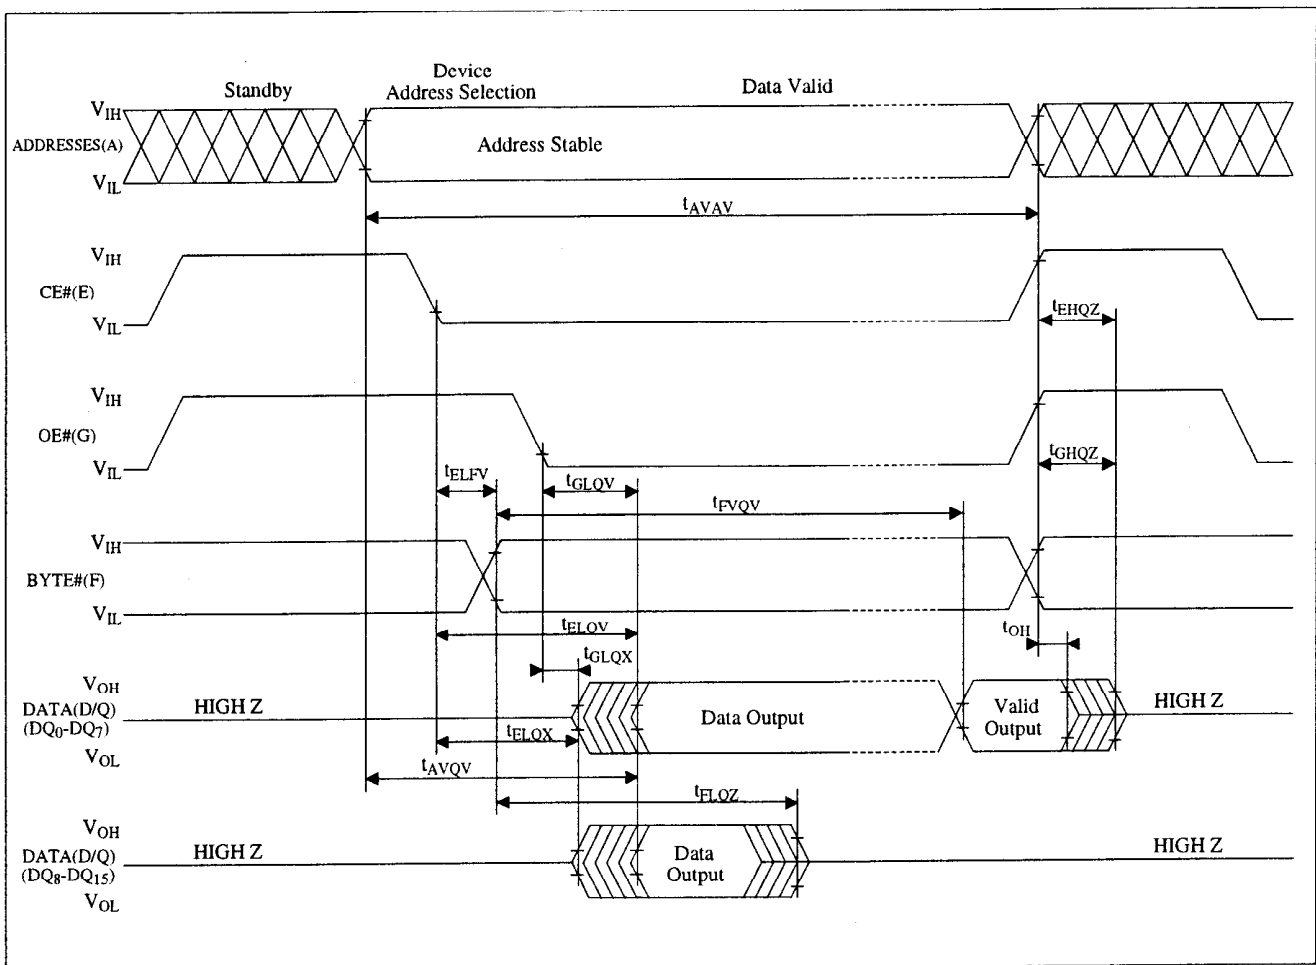 Standby
Device
Address Selection
Data Valid
VIH
ADDRESSES(A)
Address Stable
VIL
tAVAV
VIH
CE#(E)
VIL
tEHQZ
VIH
OE#(G)
VIL
tELFV
tGLQV
tGHQZ
tFVQV
VIH
BYTE#(F)
VIL
tELQV
tOH
tGLQX
VOH
DATA(D/Q)
(DQ0-DQ7)
VOL
HIGH Z
Data Output
Valid
Output
HIGH Z
tELQX
tAVQV
tFLQZ
VOH
DATA(D/Q)
(DQ8-DQ15)
VOL
HIGH Z
Data
Output
HIGH Z